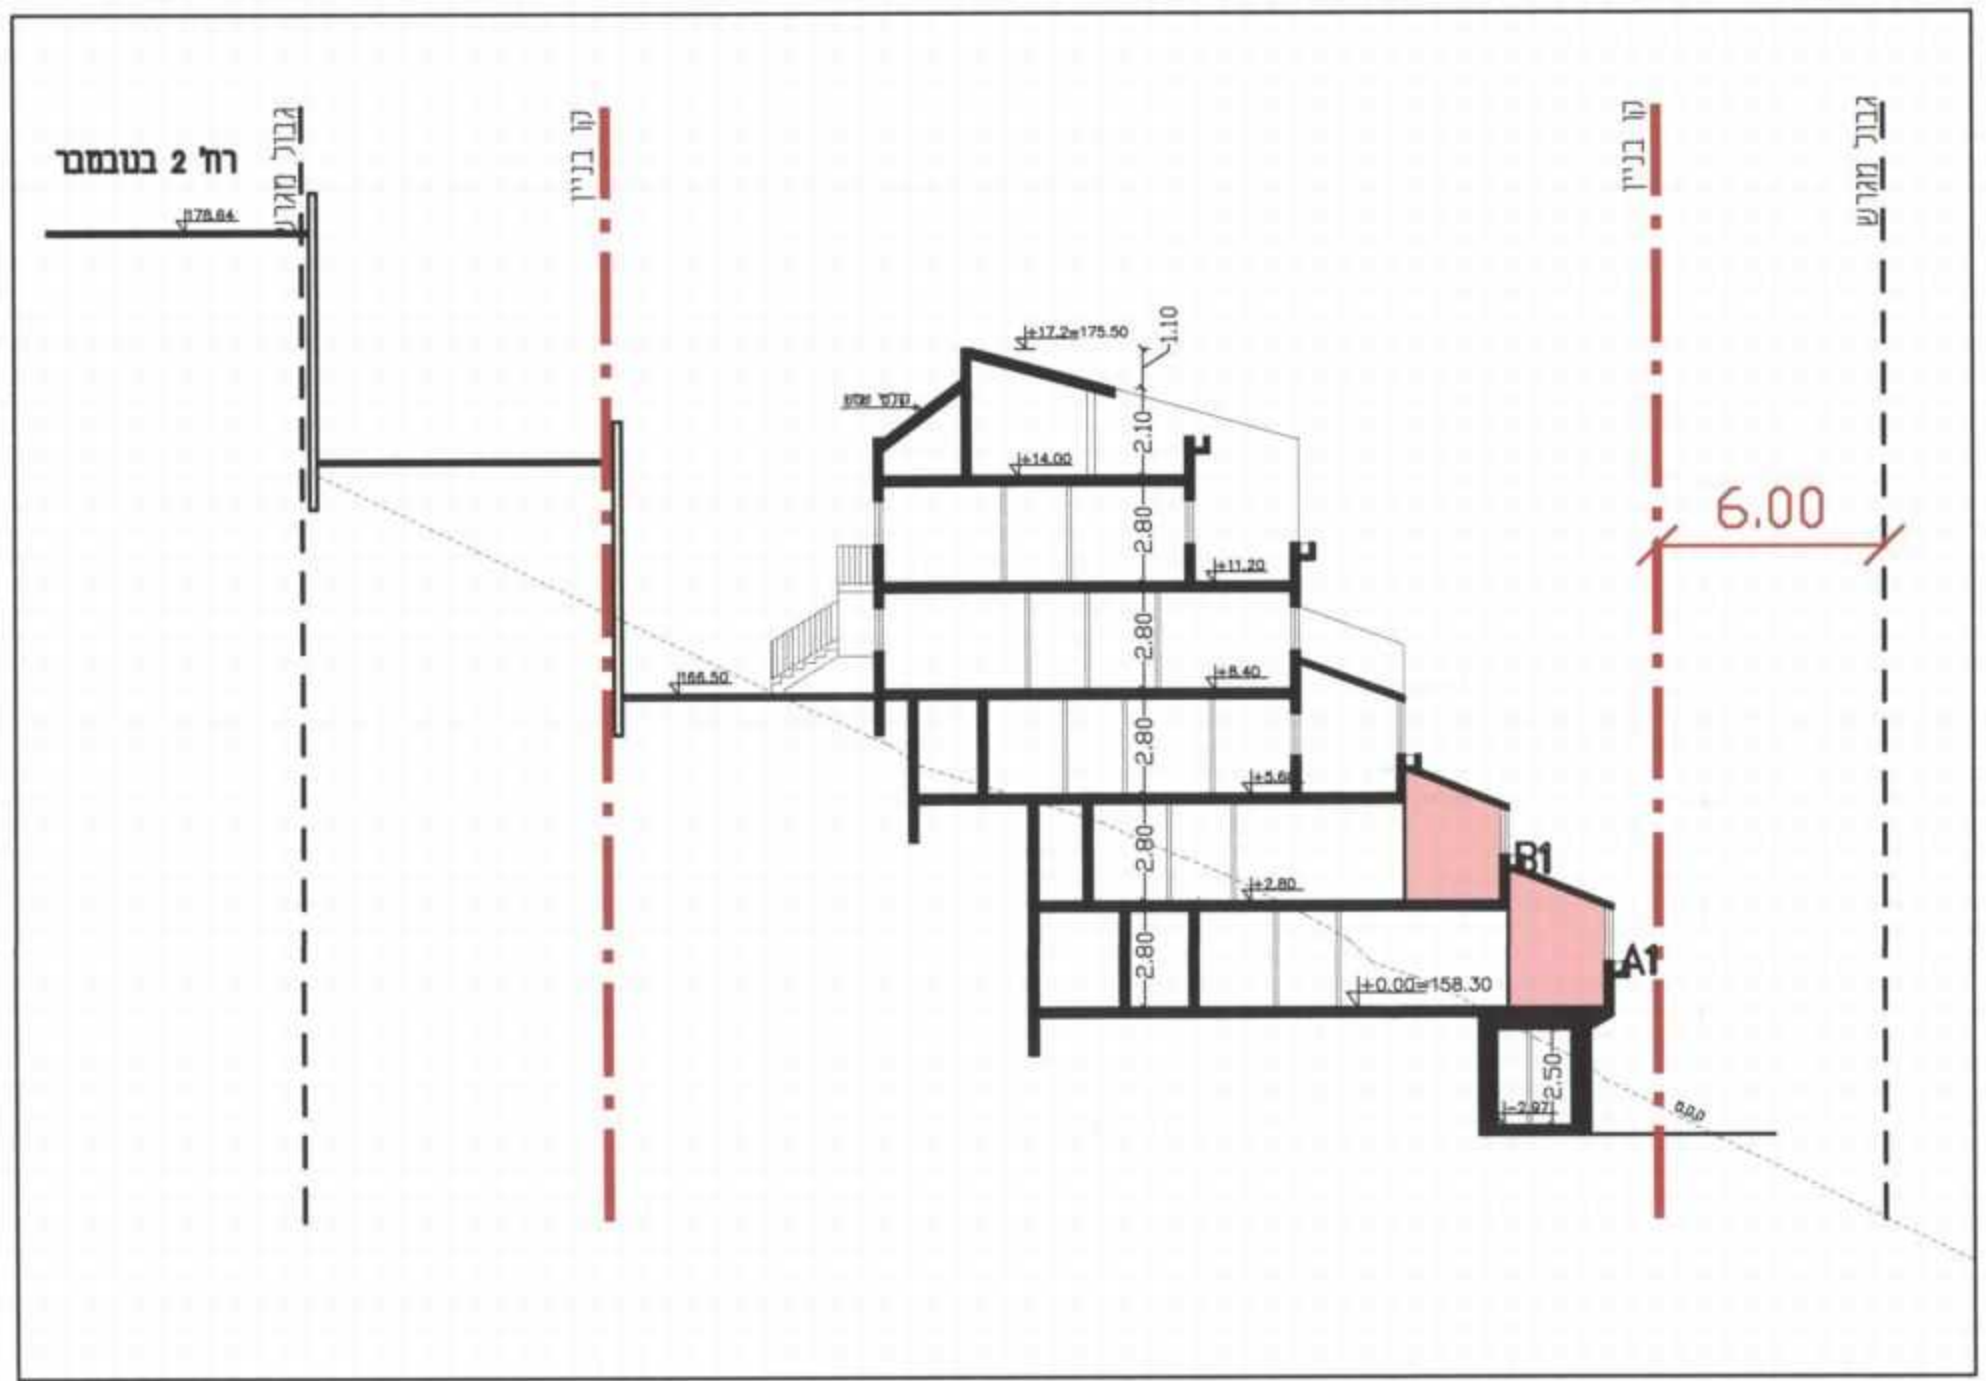 גבול מגרש
קו בניין
קו בניין
גבול מגרש
רח' 2 בנובמבר
178.64
+17.2=175.50
1.10
קולטי שמש
2.10
+14.00
6.00
2.80
+11.20
2.80
166.50
+8.40
2.80
+5.60
2.80
B1
+2.80
2.80
A1
+0.00=158.30
2.50
-2.97
0.00